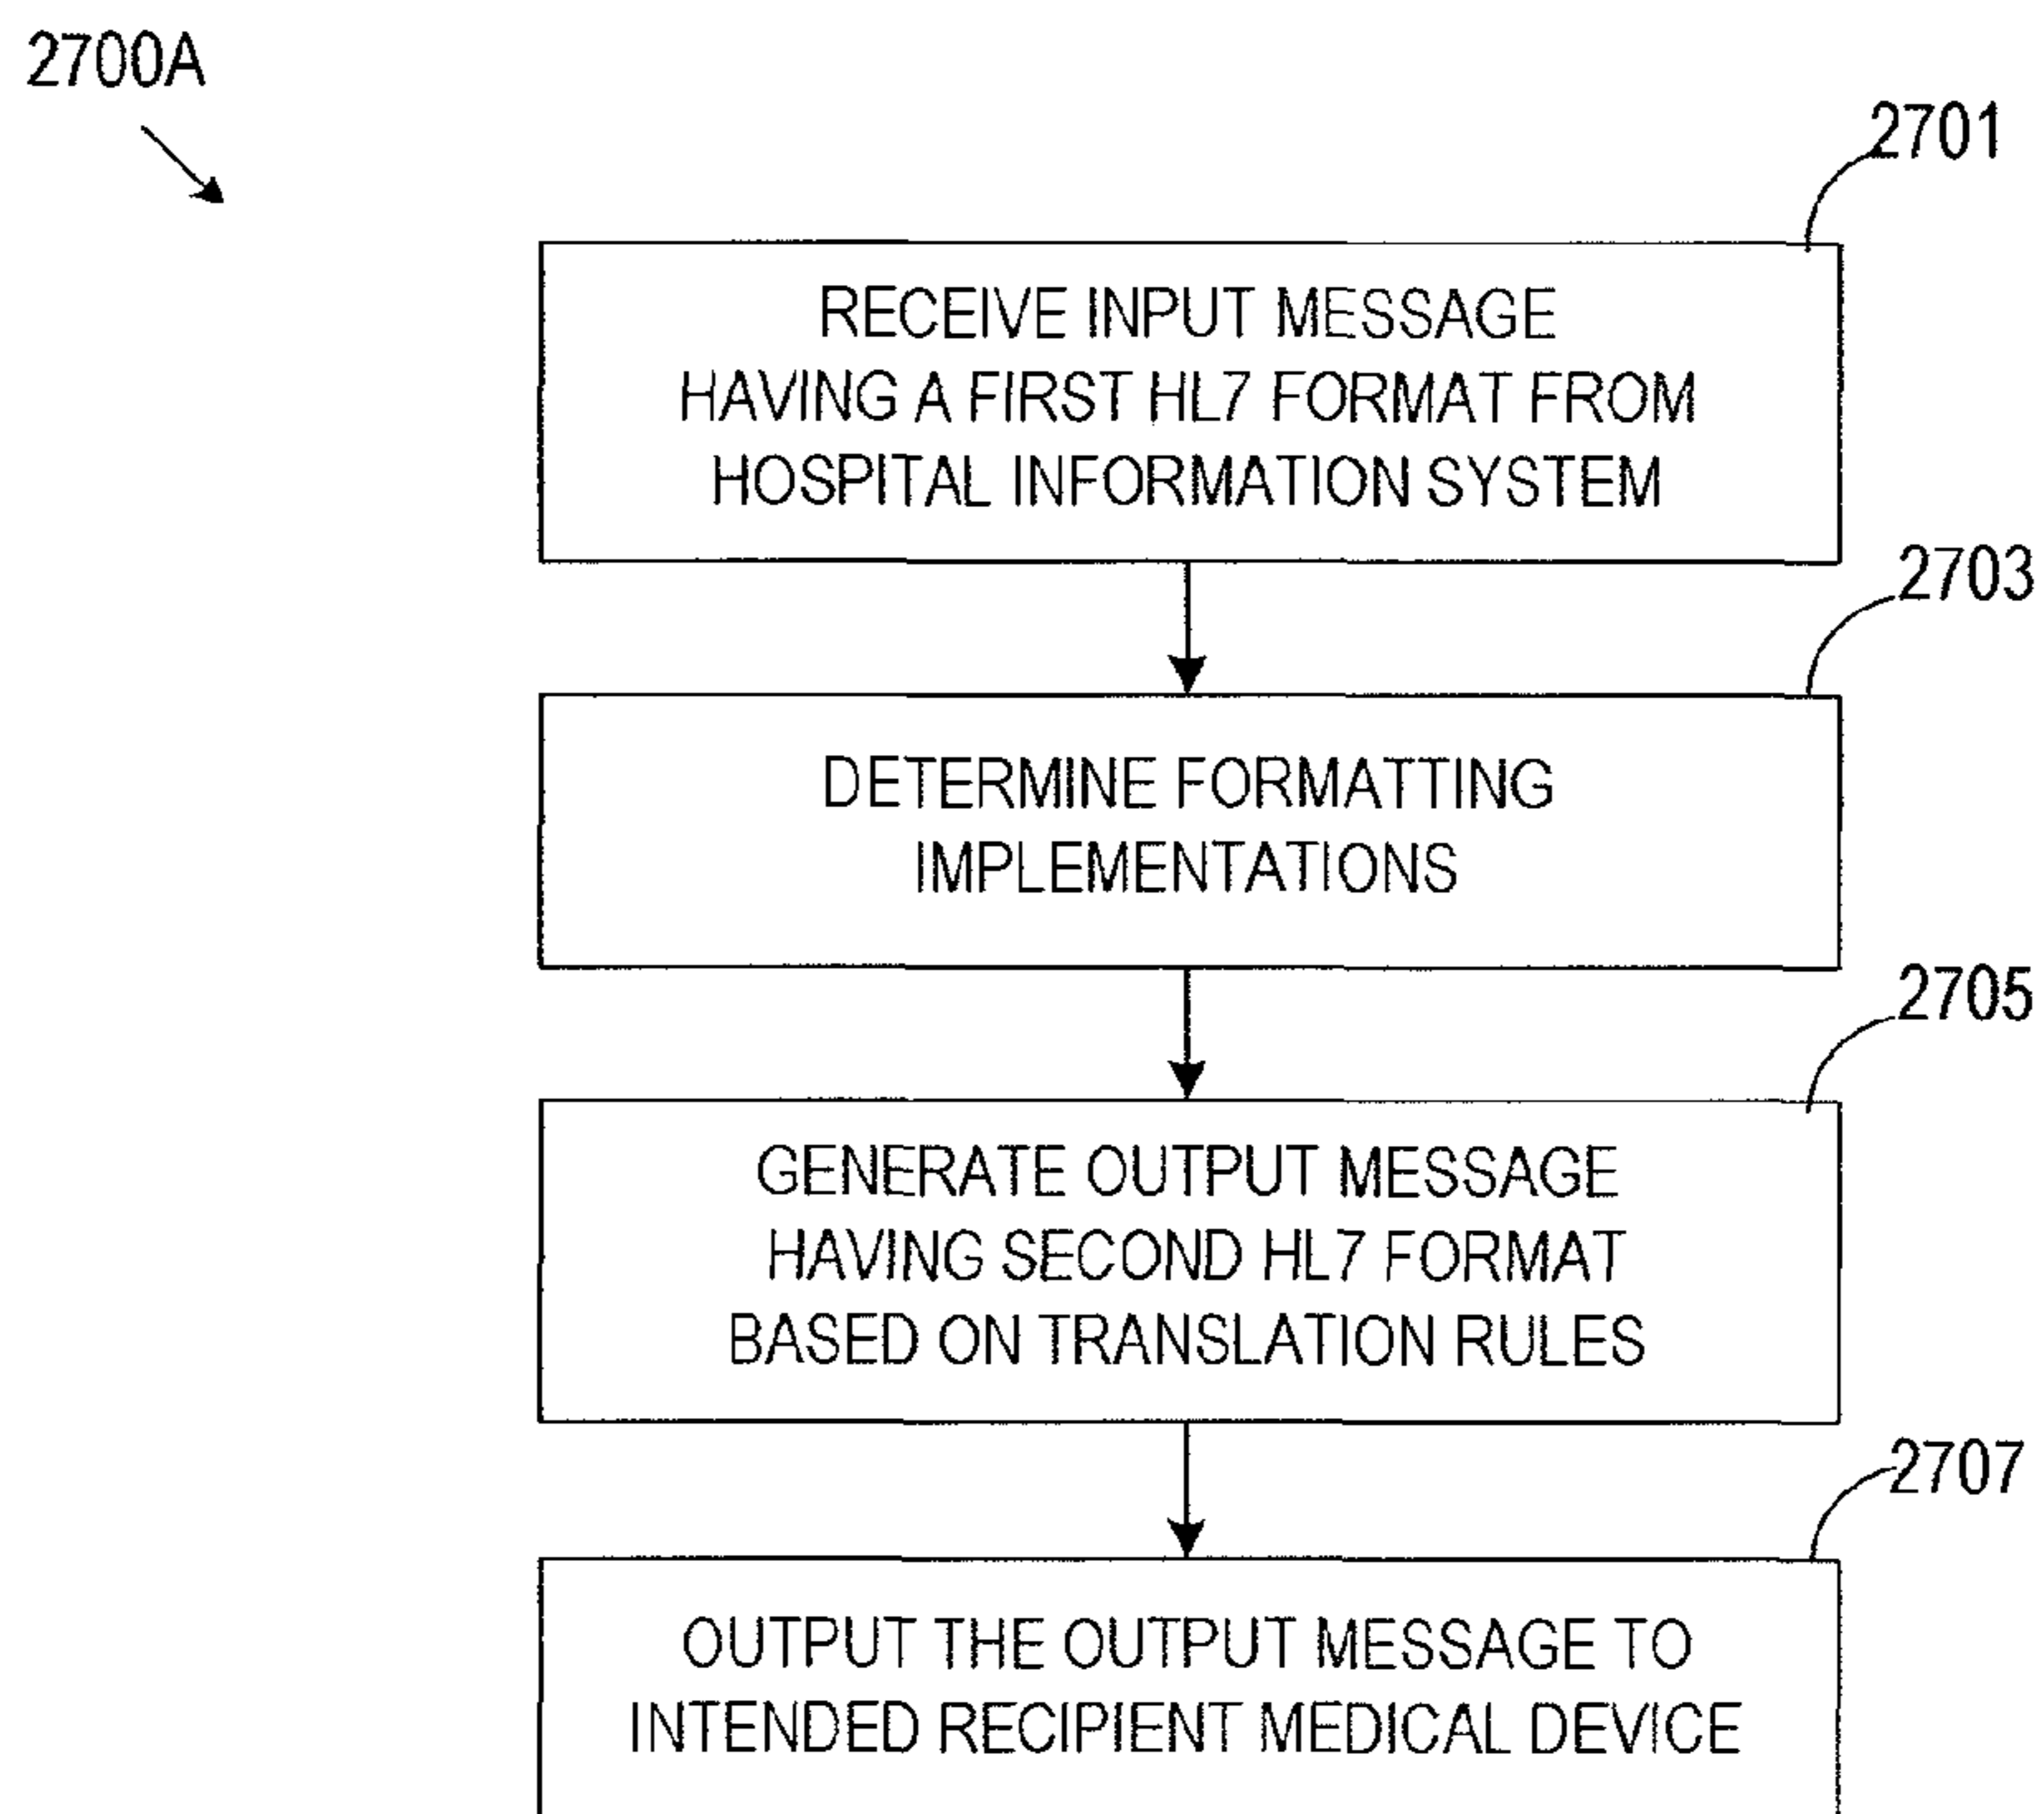 2700A
2701
RECEIVE INPUT MESSAGE
HAVING A FIRST HL7 FORMAT FROM
HOSPITAL INFORMATION SYSTEM
2703
DETERMINE FORMATTING
IMPLEMENTATIONS
2705
GENERATE OUTPUT MESSAGE
HAVING SECOND HL7 FORMAT
BASED ON TRANSLATION RULES
2707
OUTPUT THE OUTPUT MESSAGE TO
INTENDED RECIPIENT MEDICAL DEVICE